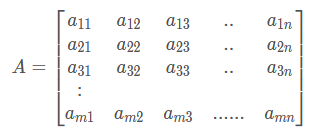 a₁₁ a₁₂ a₁₃ .. a₁ₙ
a₂₁ a₂₂ a₂₃ .. a₂ₙ
A = a₃₁ a₃₂ a₃₃ .. a₃ₙ
:
aₘ₁ aₘ₂ aₘ₃ ...... aₘₙ